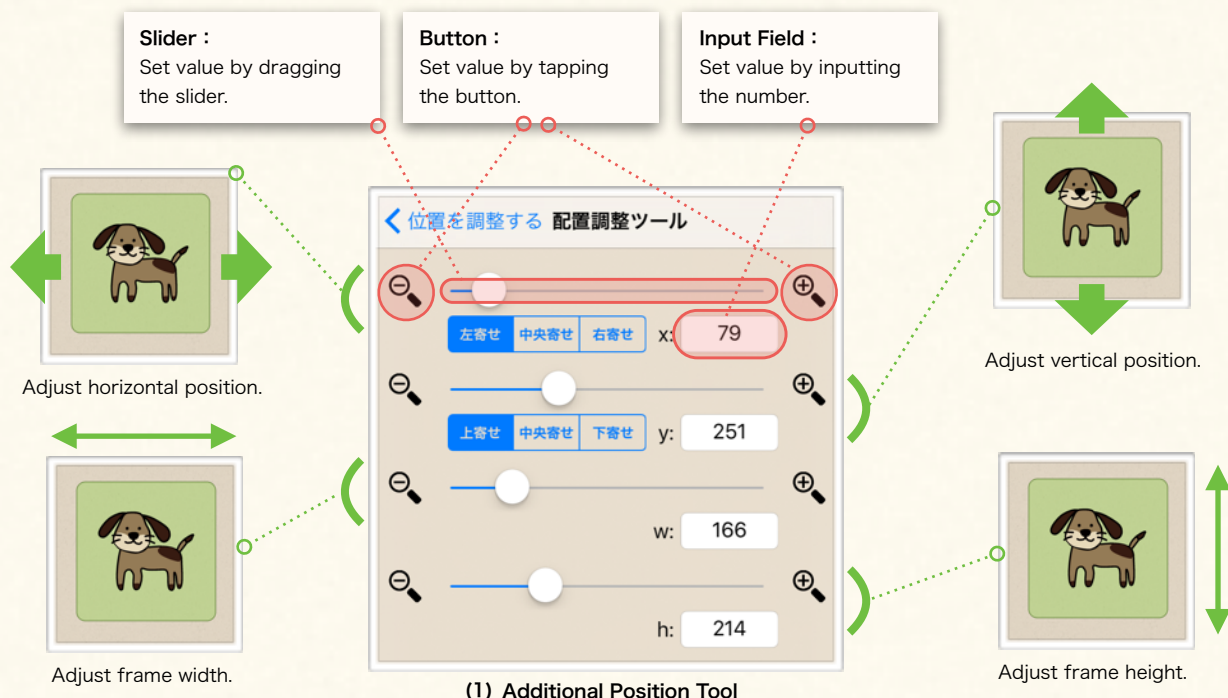 Slider：
Set value by dragging
the slider.
Button：
Set value by tapping
the button.
Input Field：
Set value by inputting
the number.
位置を調整する 配置調整ツール
左寄せ 中央寄せ 右寄せ x: 79
上寄せ 中央寄せ 下寄せ y: 251
w: 166
h: 214
Adjust horizontal position.
Adjust vertical position.
Adjust frame width.
Adjust frame height.
(1) Additional Position Tool